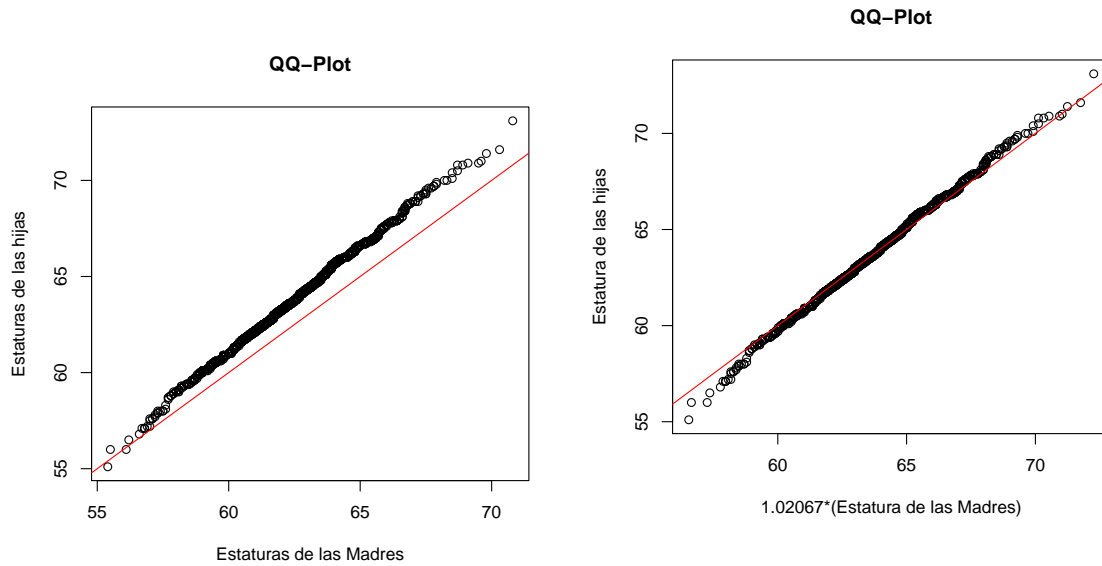 QQ−Plot
Estaturas de las hijas
70
65
60
55
55 60 65 70
Estaturas de las Madres
QQ−Plot
Estatura de las hijas
70
65
60
55
60 65 70
1.02067*(Estatura de las Madres)